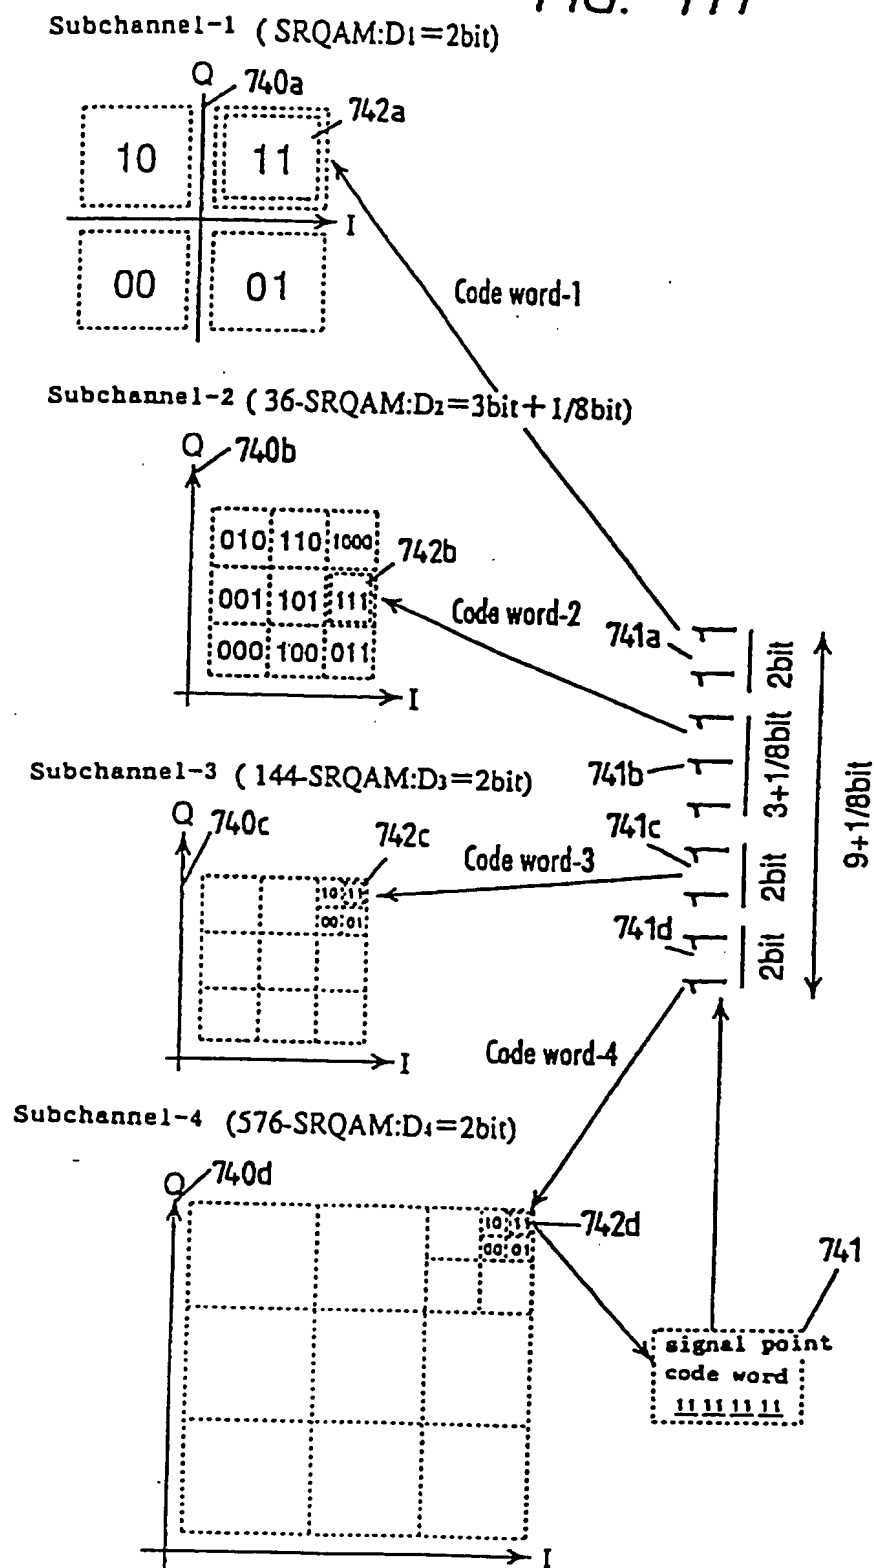 FIG. 111
Subchannel-1 (SRQAM:D1=2bit)
Q
740a
742a
10
11
I
00
01
Code word-1
Subchannel-2 (36-SRQAM:D2=3bit+1/8bit)
Q
740b
010 110 1000
742b
001 101 111
Code word-2
000 100 011
I
741a
2bit
741b
3+1/8bit
741c
2bit
741d
2bit
9+1/8bit
Subchannel-3 (144-SRQAM:D3=2bit)
Q
740c
742c
10 11
00 01
Code word-3
I
Code word-4
Subchannel-4 (576-SRQAM:D4=2bit)
Q
740d
10 11
00 01
742d
741
signal point
code word
11 11 11 11
I